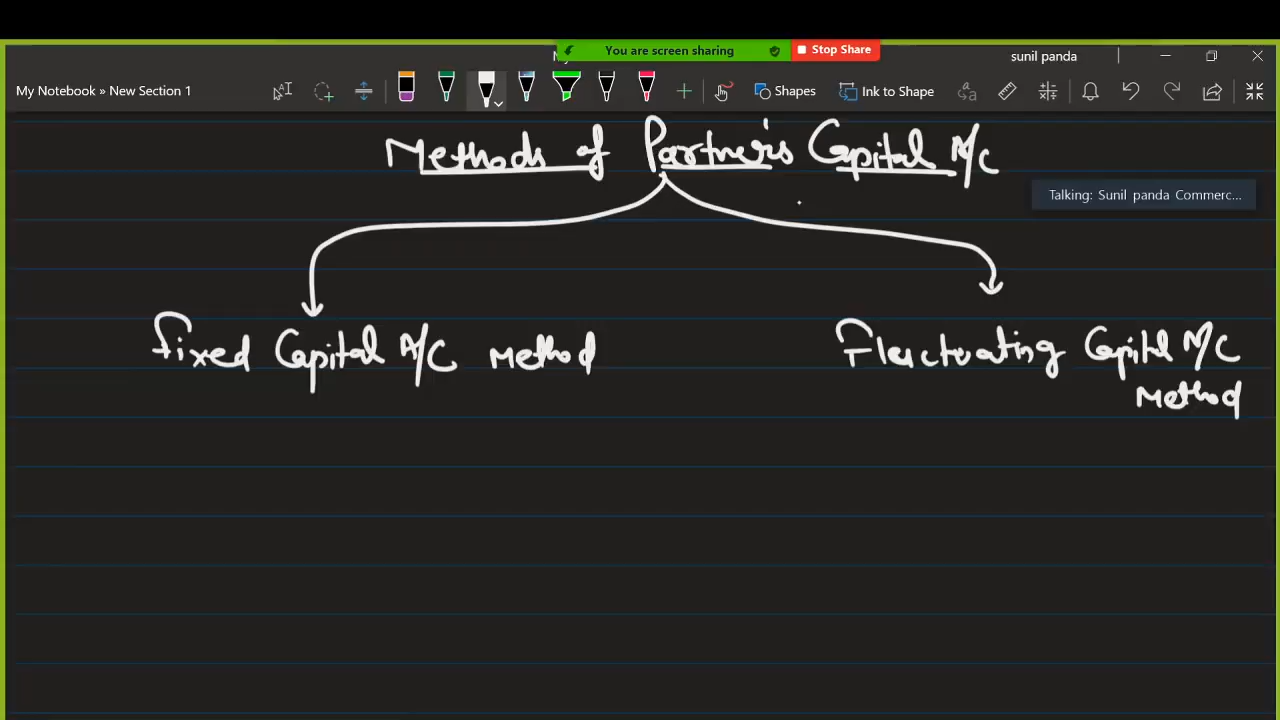 You are screen sharing
Stop Share
sunil panda
My Notebook » New Section 1
Shapes
Ink to Shape
Methods of Partner's Capital A/C
Talking: Sunil panda Commerc...
Fixed Capital A/C Method
Fluctuating Capital A/C
Method